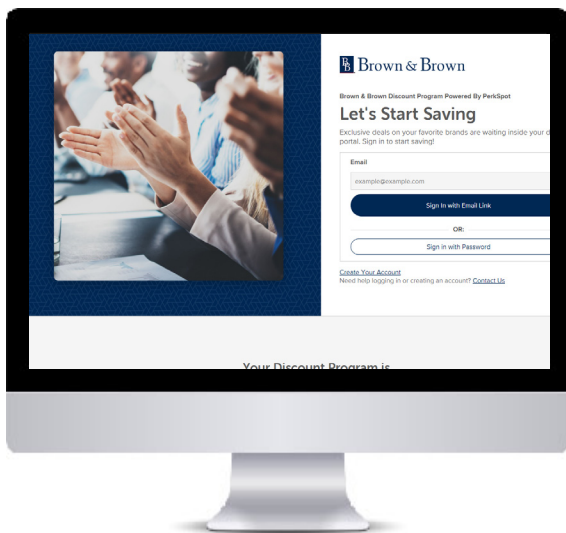 B
B
Brown & Brown
Brown & Brown Discount Program Powered By PerkSpot
Let's Start Saving
Exclusive deals on your favorite brands are waiting inside your d
portal. Sign in to start saving!
Email
example@example.com
Sign In with Email Link
OR:
Sign in with Password
Create Your Account
Need help logging in or creating an account? Contact Us
Your Discount Program is